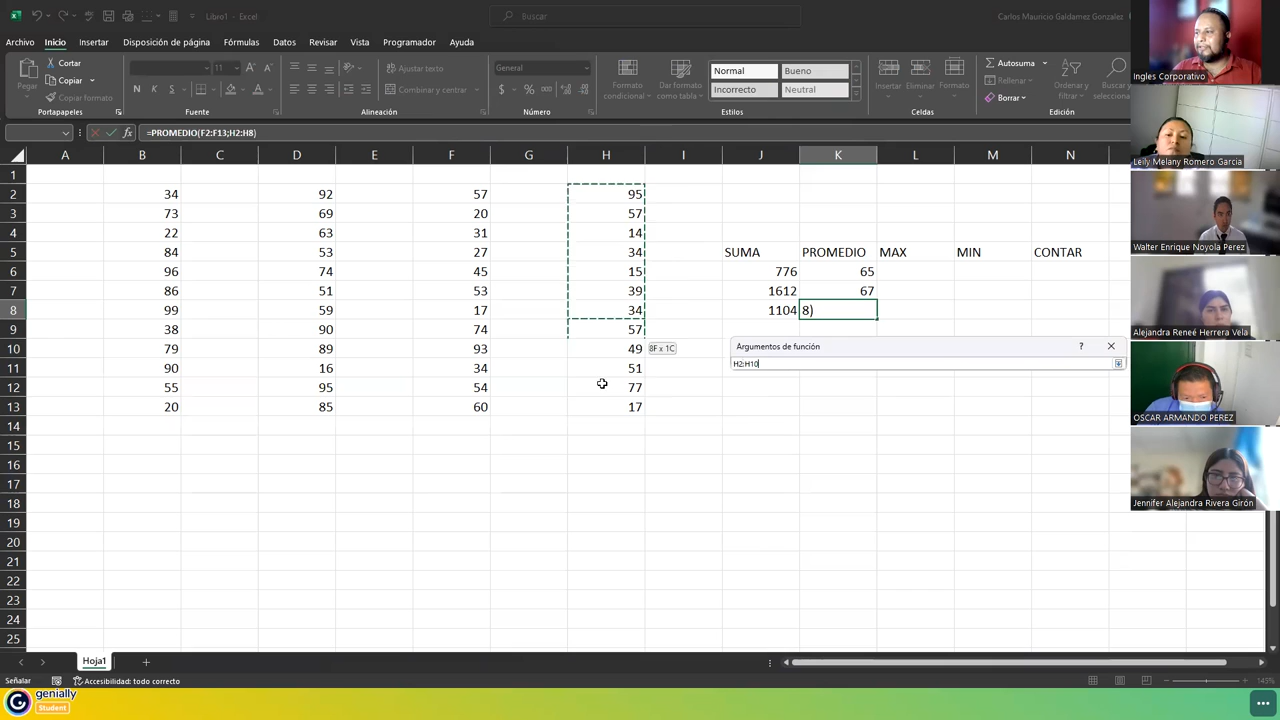 Libro1 - Excel
Buscar
Carlos Mauricio Galdamez Gonzalez
Archivo Inicio Insertar Disposición de página Fórmulas Datos Revisar Vista Programador Ayuda
Pegar
Cortar
Copiar
Copiar formato
Portapapeles
11
N K S
Fuente
Ajustar texto
Combinar y centrar
Alineación
General
Número
Formato condicional
Dar formato como tabla
Normal Bueno
Incorrecto Neutral
Estilos
Insertar Eliminar Formato
Celdas
Autosuma
Rellenar
Borrar
Ordenar y filtrar
Buscar y
Edición
=PROMEDIO(F2:F13;H2:H8)
A B C D E F G H I J K L M N
1
2 34 92 57 95
3 73 69 20 57
4 22 63 31 14
5 84 53 27 34 SUMA PROMEDIO MAX MIN CONTAR
6 96 74 45 15 776 65
7 86 51 53 39 1612 67
8 99 59 17 34 1104 8)
9 38 90 74 57
10 79 89 93 49
8F x 1C
11 90 16 34 51
12 55 95 54 77
13 20 85 60 17
14
15
16
17
18
19
20
21
22
23
24
25
Argumentos de función ?
H2:H10
Hoja1
Señalar
Accesibilidad: todo correcto
145%
genially
Student
Ingles Corporativo
Leily Melany Romero Garcia
Walter Enrique Noyola Perez
Alejandra Reneé Herrera Vela
OSCAR ARMANDO PEREZ
Jennifer Alejandra Rivera Girón